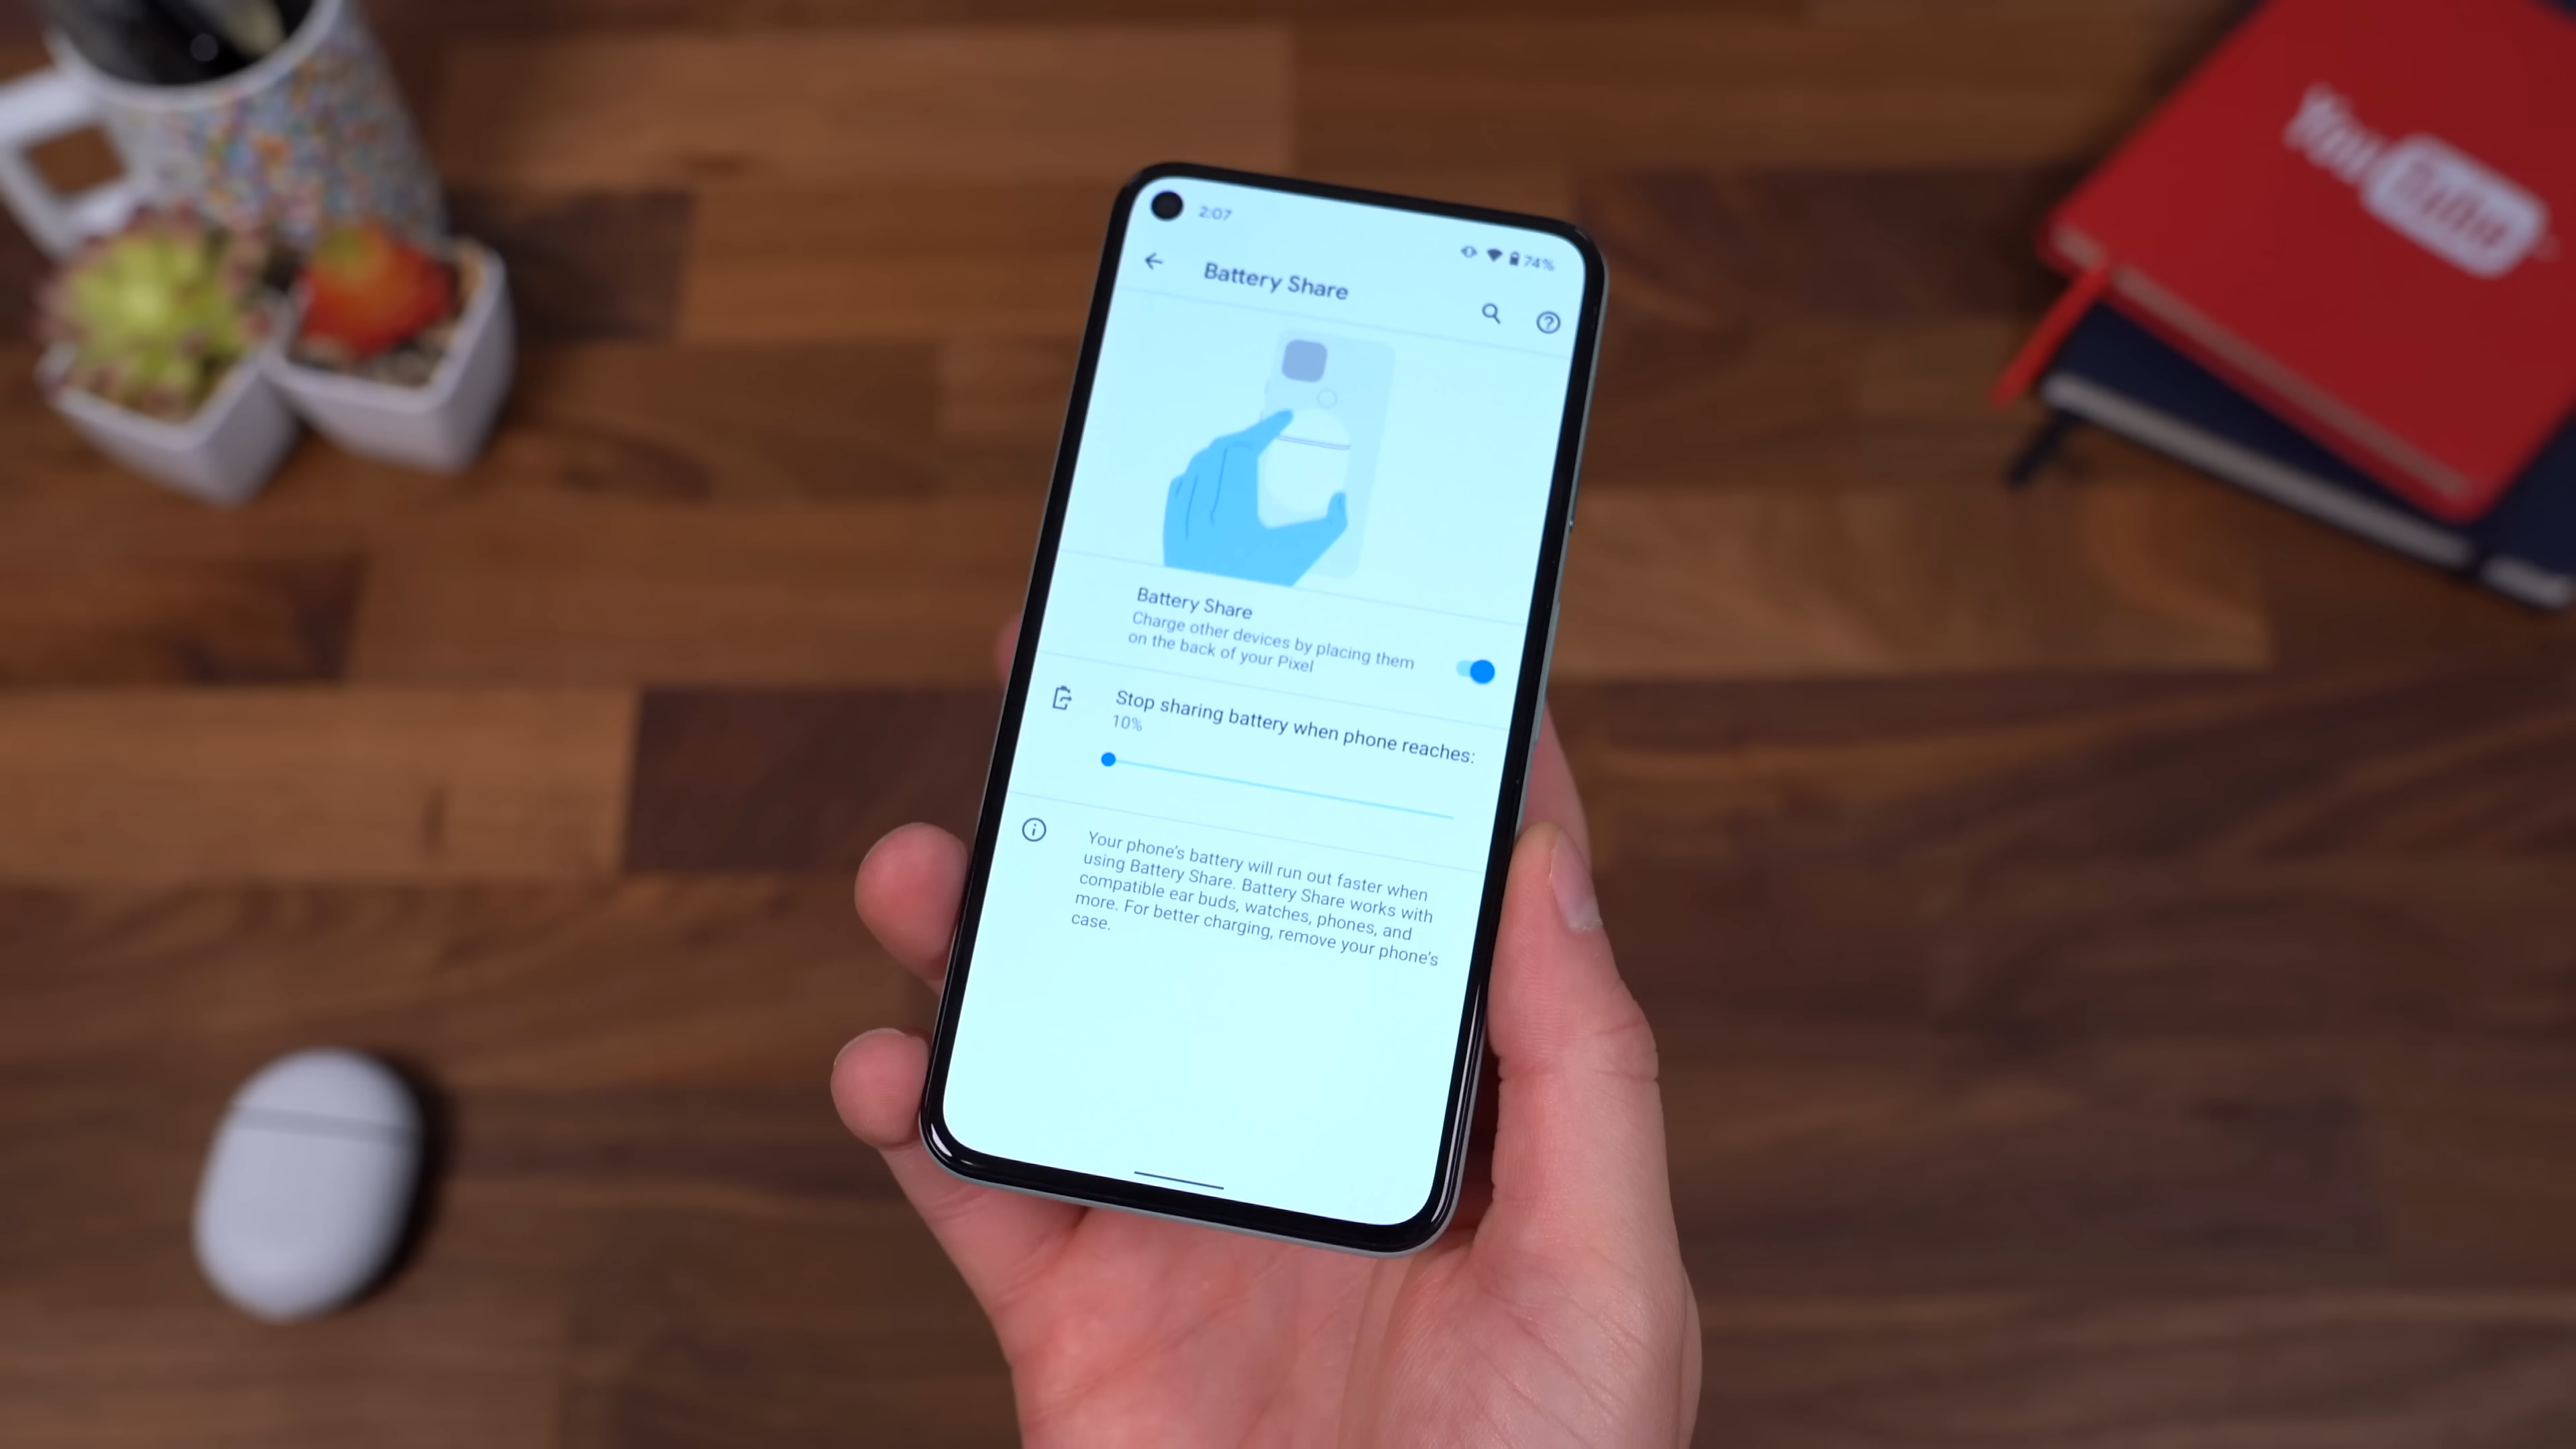 2:07
74%
Battery Share
Battery Share
Charge other devices by placing them
on the back of your Pixel
Stop sharing battery when phone reaches:
10%
Your phone's battery will run out faster when
using Battery Share. Battery Share works with
compatible ear buds, watches, phones, and
more. For better charging, remove your phone's
case.
You